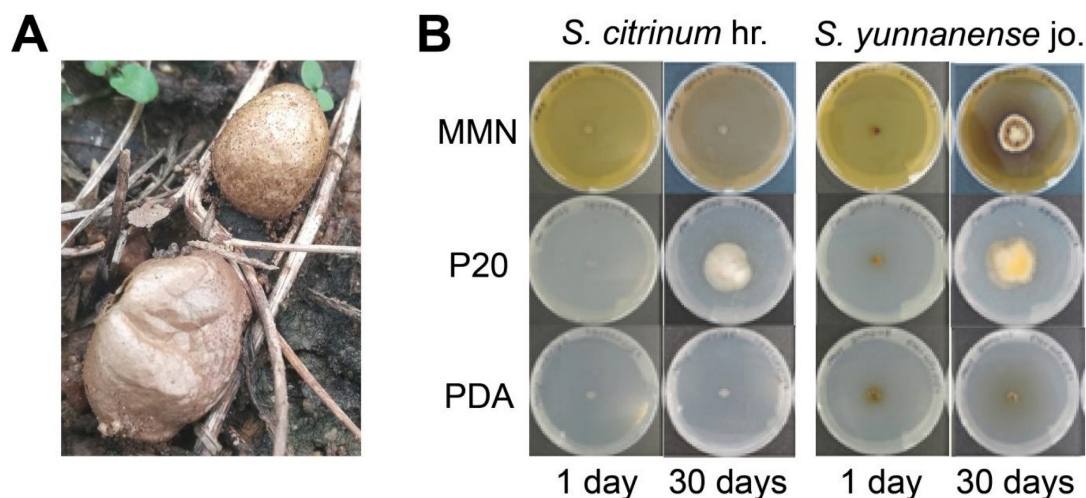 A
B
S. citrinum hr. S. yunnanense jo.
MMN
P20
PDA
1 day 30 days 1 day 30 days